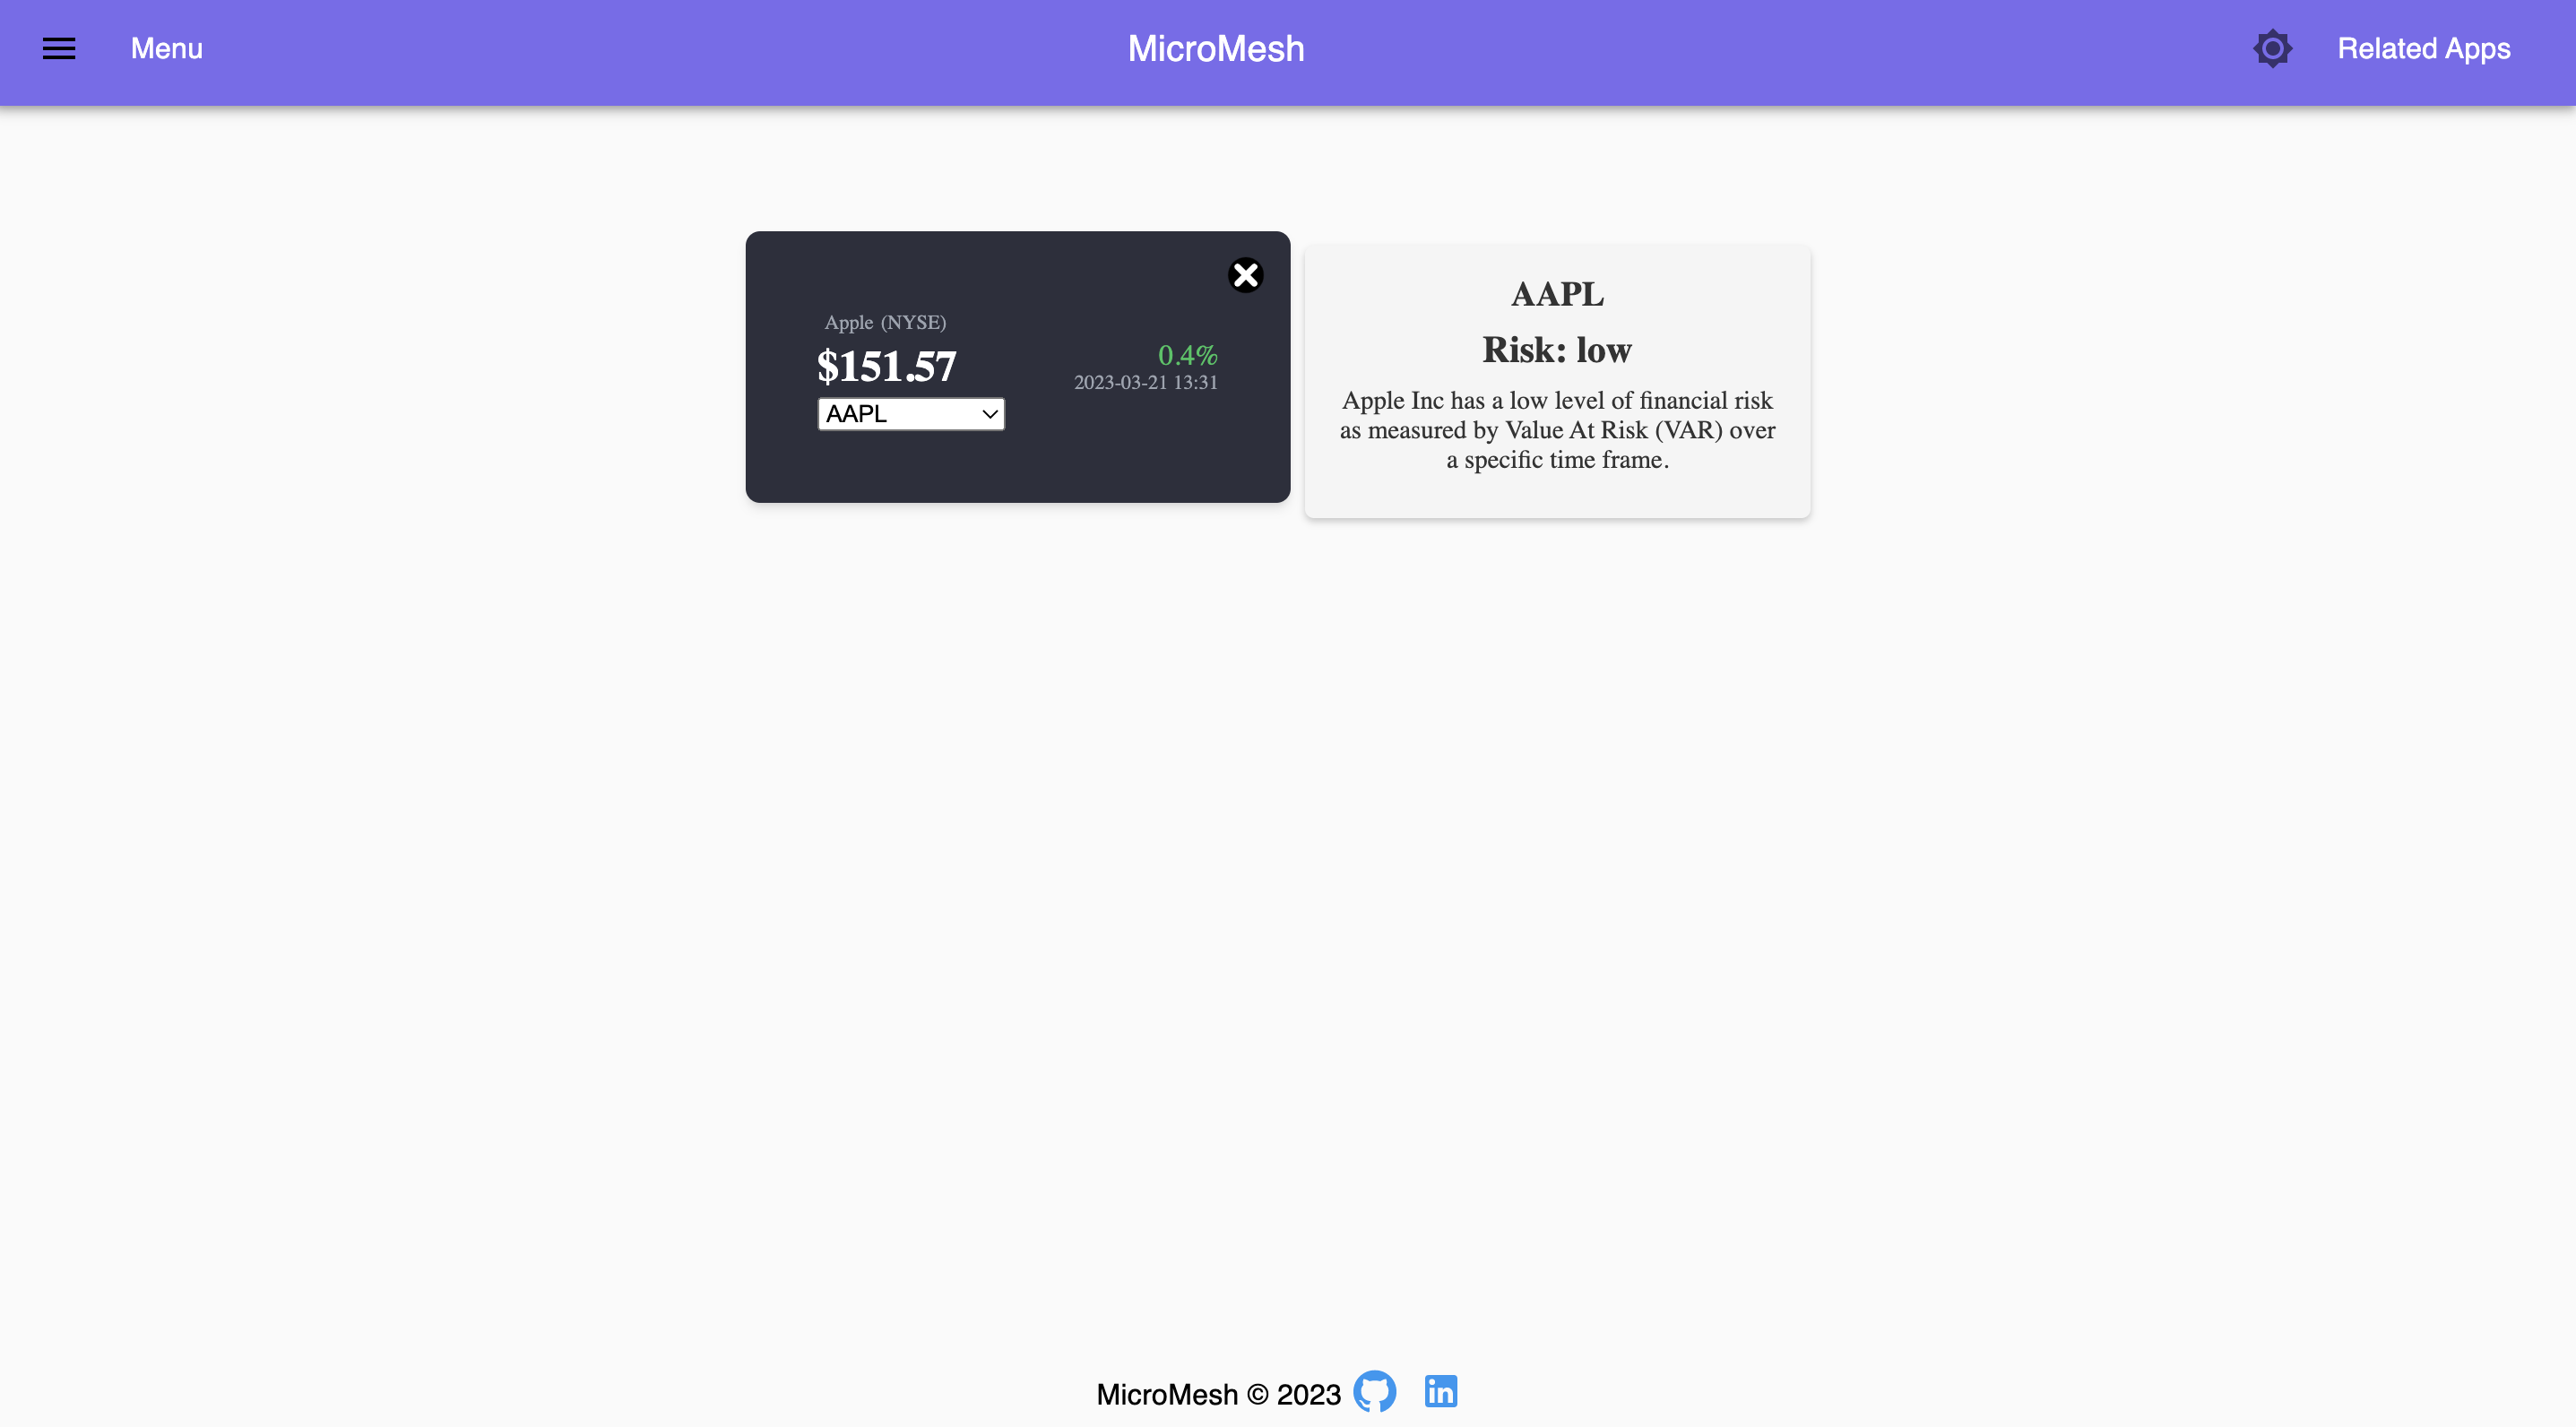 Menu
MicroMesh
Related Apps
Apple (NYSE)
$151.57
0.4%
2023-03-21 13:31
AAPL
AAPL
Risk: low
Apple Inc has a low level of financial risk
as measured by Value At Risk (VAR) over
a specific time frame.
MicroMesh © 2023
in